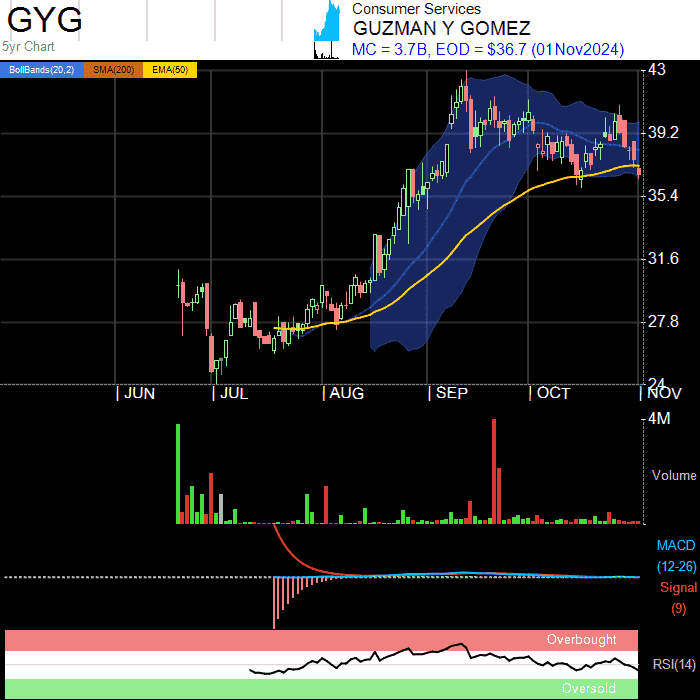 GYG
5yr Chart
Consumer Services
GUZMAN Y GOMEZ
MC = 3.7B, EOD = $36.7 (01Nov2024)
BollBands(20,2) SMA(200) EMA(50)
43
39.2
35.4
31.6
27.8
24
| JUN | JUL | AUG | SEP | OCT | NOV
4M
Volume
MACD
(12-26)
Signal
(9)
Overbought
RSI(14)
Oversold